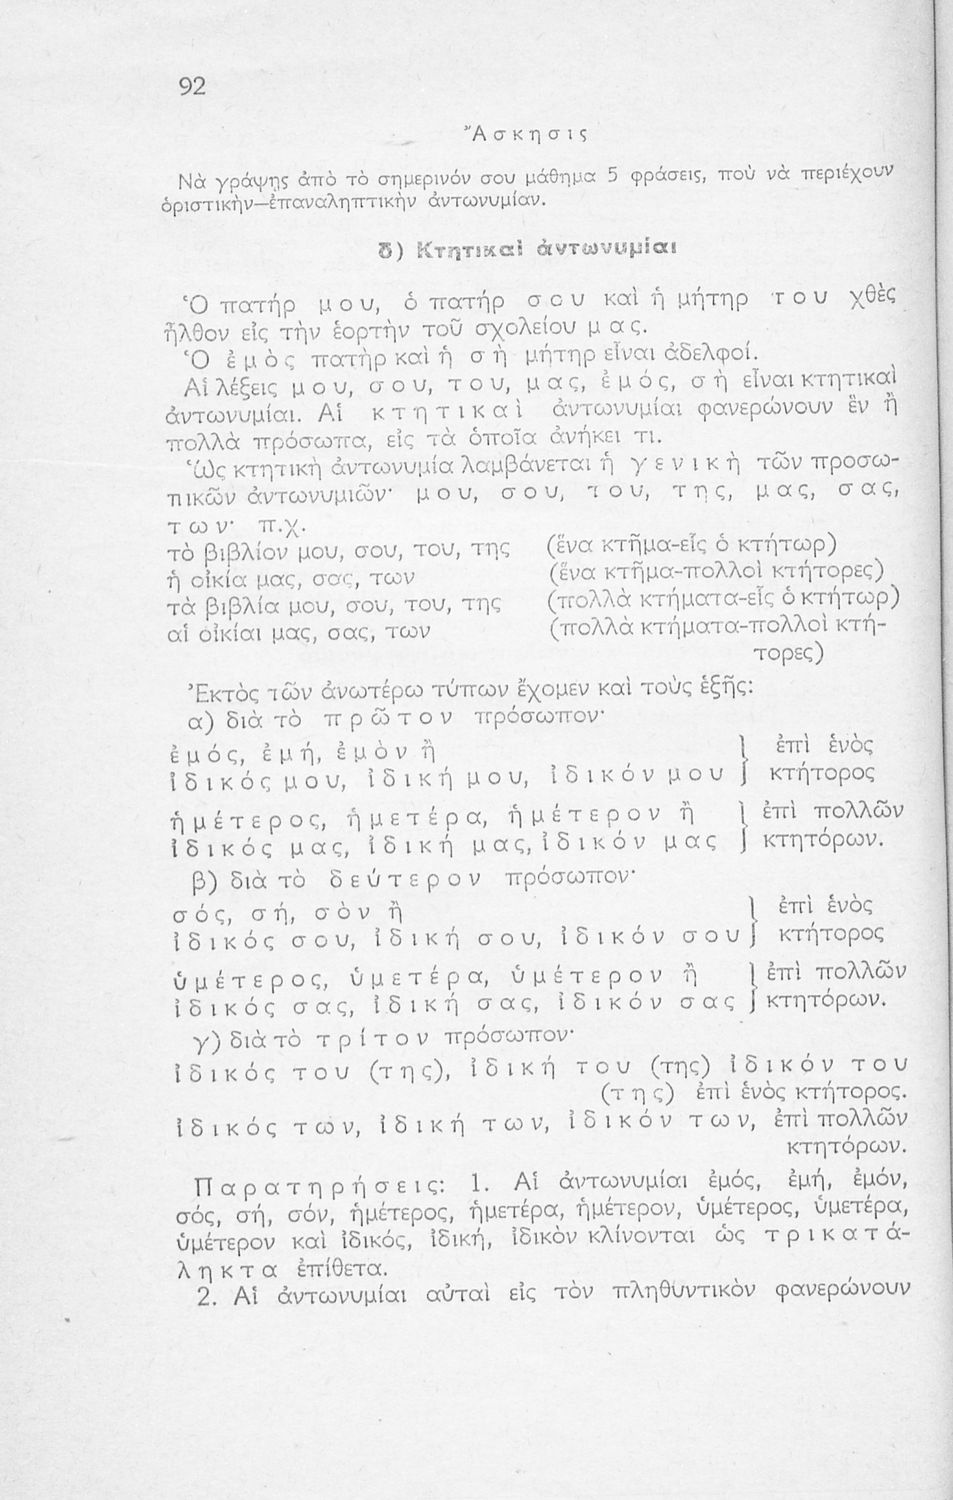 92
Ἄσκησις
Νὰ γράψῃς ἀπὸ τὸ σημερινόν σου μάθημα 5 φράσεις, ποὺ νὰ περιέχουν
ὁριστικὴν—ἐπαναληπτικὴν ἀντωνυμίαν.
δ) Κτητικαὶ ἀντωνυμίαι
Ὁ πατήρ μου, ὁ πατήρ σου καὶ ἡ μήτηρ του χθὲς
ἦλθον εἰς τὴν ἑορτὴν τοῦ σχολείου μας.
Ὁ ἐμὸς πατὴρ καὶ ἡ σὴ μήτηρ εἶναι ἀδελφοί.
Αἱ λέξεις μου, σου, του, μας, ἐμός, σὴ εἶναι κτητικαὶ
ἀντωνυμίαι. Αἱ κτητικαὶ ἀντωνυμίαι φανερώνουν ἓν ἢ
πολλὰ πρόσωπα, εἰς τὰ ὁποῖα ἀνήκει τι.
Ὡς κτητικὴ ἀντωνυμία λαμβάνεται ἡ γενικὴ τῶν προσω-
πικῶν ἀντωνυμιῶν· μου, σου, του, της, μας, σας,
των· π.χ.
τὸ βιβλίον μου, σου, του, της (ἕνα κτῆμα-εἷς ὁ κτήτωρ)
ἡ οἰκία μας, σας, των (ἕνα κτῆμα-πολλοὶ κτήτορες)
τὰ βιβλία μου, σου, του, της (πολλὰ κτήματα-εἷς ὁ κτήτωρ)
αἱ οἰκίαι μας, σας, των (πολλὰ κτήματα-πολλοὶ κτή-
τορες)
Ἐκτὸς τῶν ἀνωτέρω τύπων ἔχομεν καὶ τοὺς ἑξῆς:
α) διὰ τὸ πρῶτον πρόσωπον·
ἐμός, ἐμή, ἐμὸν ἢ } ἐπὶ ἑνὸς
ἰδικός μου, ἰδική μου, ἰδικόν μου } κτήτορος
ἡμέτερος, ἡμετέρα, ἡμέτερον ἢ } ἐπὶ πολλῶν
ἰδικός μας, ἰδική μας, ἰδικόν μας } κτητόρων.
β) διὰ τὸ δεύτερον πρόσωπον·
σός, σή, σὸν ἢ } ἐπὶ ἑνὸς
ἰδικός σου, ἰδική σου, ἰδικόν σου } κτήτορος
ὑμέτερος, ὑμετέρα, ὑμέτερον ἢ } ἐπὶ πολλῶν
ἰδικός σας, ἰδική σας, ἰδικόν σας } κτητόρων.
γ) διὰ τὸ τρίτον πρόσωπον·
ἰδικός του (της), ἰδική του (της) ἰδικόν του
(της) ἐπὶ ἑνὸς κτήτορος.
ἰδικός των, ἰδική των, ἰδικόν των, ἐπὶ πολλῶν
κτητόρων.
Παρατηρήσεις: 1. Αἱ ἀντωνυμίαι ἐμός, ἐμή, ἐμόν,
σός, σή, σόν, ἡμέτερος, ἡμετέρα, ἡμέτερον, ὑμέτερος, ὑμετέρα,
ὑμέτερον καὶ ἰδικός, ἰδική, ἰδικὸν κλίνονται ὡς τρικατά-
ληκτα ἐπίθετα.
2. Αἱ ἀντωνυμίαι αὐταὶ εἰς τὸν πληθυντικὸν φανερώνουν